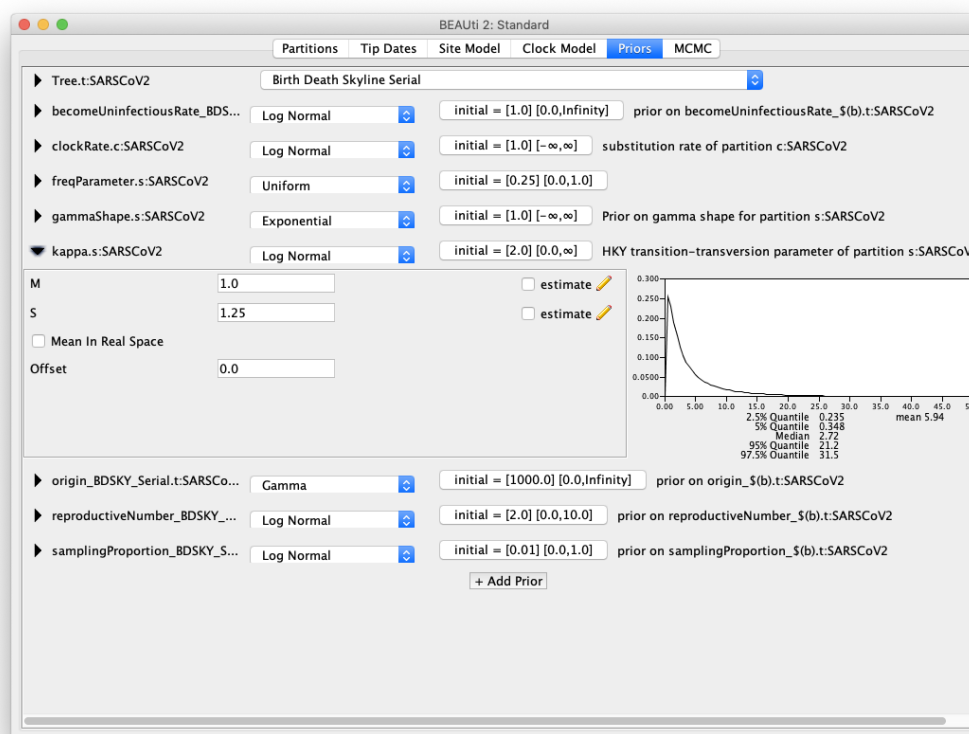 BEAUti 2: Standard
Partitions Tip Dates Site Model Clock Model Priors MCMC
Tree.t:SARSCoV2 Birth Death Skyline Serial
becomeUninfectiousRate_BDS... Log Normal initial = [1.0] [0.0,Infinity] prior on becomeUninfectiousRate_$(b).t:SARSCoV2
clockRate.c:SARSCoV2 Log Normal initial = [1.0] [-∞,∞] substitution rate of partition c:SARSCoV2
freqParameter.s:SARSCoV2 Uniform initial = [0.25] [0.0,1.0]
gammaShape.s:SARSCoV2 Exponential initial = [1.0] [-∞,∞] Prior on gamma shape for partition s:SARSCoV2
kappa.s:SARSCoV2 Log Normal initial = [2.0] [0.0,∞] HKY transition-transversion parameter of partition s:SARSCoV
M 1.0 estimate
S 1.25 estimate
Mean In Real Space
Offset 0.0
0.300
0.250
0.200
0.150
0.100
0.0500
0.00
0.00 5.00 10.0 15.0 20.0 25.0 30.0 35.0 40.0 45.0 5
2.5% Quantile 0.235 mean 5.94
5% Quantile 0.348
Median 2.72
95% Quantile 21.2
97.5% Quantile 31.5
origin_BDSKY_Serial.t:SARSCo... Gamma initial = [1000.0] [0.0,Infinity] prior on origin_$(b).t:SARSCoV2
reproductiveNumber_BDSKY_... Log Normal initial = [2.0] [0.0,10.0] prior on reproductiveNumber_$(b).t:SARSCoV2
samplingProportion_BDSKY_S... Log Normal initial = [0.01] [0.0,1.0] prior on samplingProportion_$(b).t:SARSCoV2
+ Add Prior